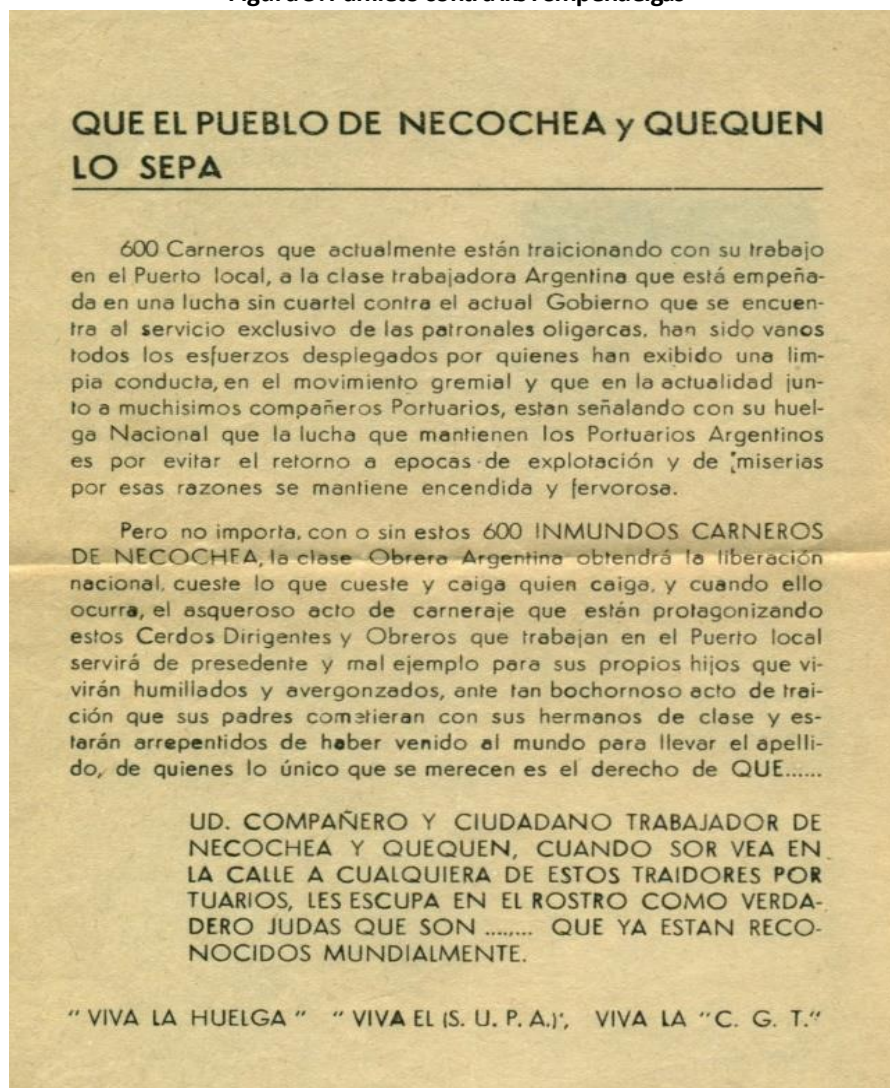 QUE EL PUEBLO DE NECOCHEA y QUEQUEN
LO SEPA
600 Carneros que actualmente están traicionando con su trabajo
en el Puerto local, a la clase trabajadora Argentina que está empeña-
da en una lucha sin cuartel contra el actual Gobierno que se encuen-
tra al servicio exclusivo de las patronales oligarcas, han sido vanos
todos los esfuerzos desplegados por quienes han exibido una lim-
pia conducta, en el movimiento gremial y que en la actualidad jun-
to a muchisimos compañeros Portuarios, estan señalando con su huel-
ga Nacional que la lucha que mantienen los Portuarios Argentinos
es por evitar el retorno a epocas de explotación y de miserias
por esas razones se mantiene encendida y fervorosa.
Pero no importa, con o sin estos 600 INMUNDOS CARNEROS
DE NECOCHEA, la clase Obrera Argentina obtendrá la liberación
nacional, cueste lo que cueste y caiga quien caiga, y cuando ello
ocurra, el asqueroso acto de carneraje que están protagonizando
estos Cerdos Dirigentes y Obreros que trabajan en el Puerto local
servirá de presedente y mal ejemplo para sus propios hijos que vi-
virán humillados y avergonzados, ante tan bochornoso acto de trai-
ción que sus padres cometieran con sus hermanos de clase y es-
tarán arrepentidos de haber venido al mundo para llevar el apelli-
do, de quienes lo único que se merecen es el derecho de QUE......
UD. COMPAÑERO Y CIUDADANO TRABAJADOR DE
NECOCHEA Y QUEQUEN, CUANDO SOR VEA EN
LA CALLE A CUALQUIERA DE ESTOS TRAIDORES POR
TUARIOS, LES ESCUPA EN EL ROSTRO COMO VERDA-
DERO JUDAS QUE SON ........ QUE YA ESTAN RECO-
NOCIDOS MUNDIALMENTE.
" VIVA LA HUELGA " " VIVA EL (S. U. P. A.)", VIVA LA "C. G. T."